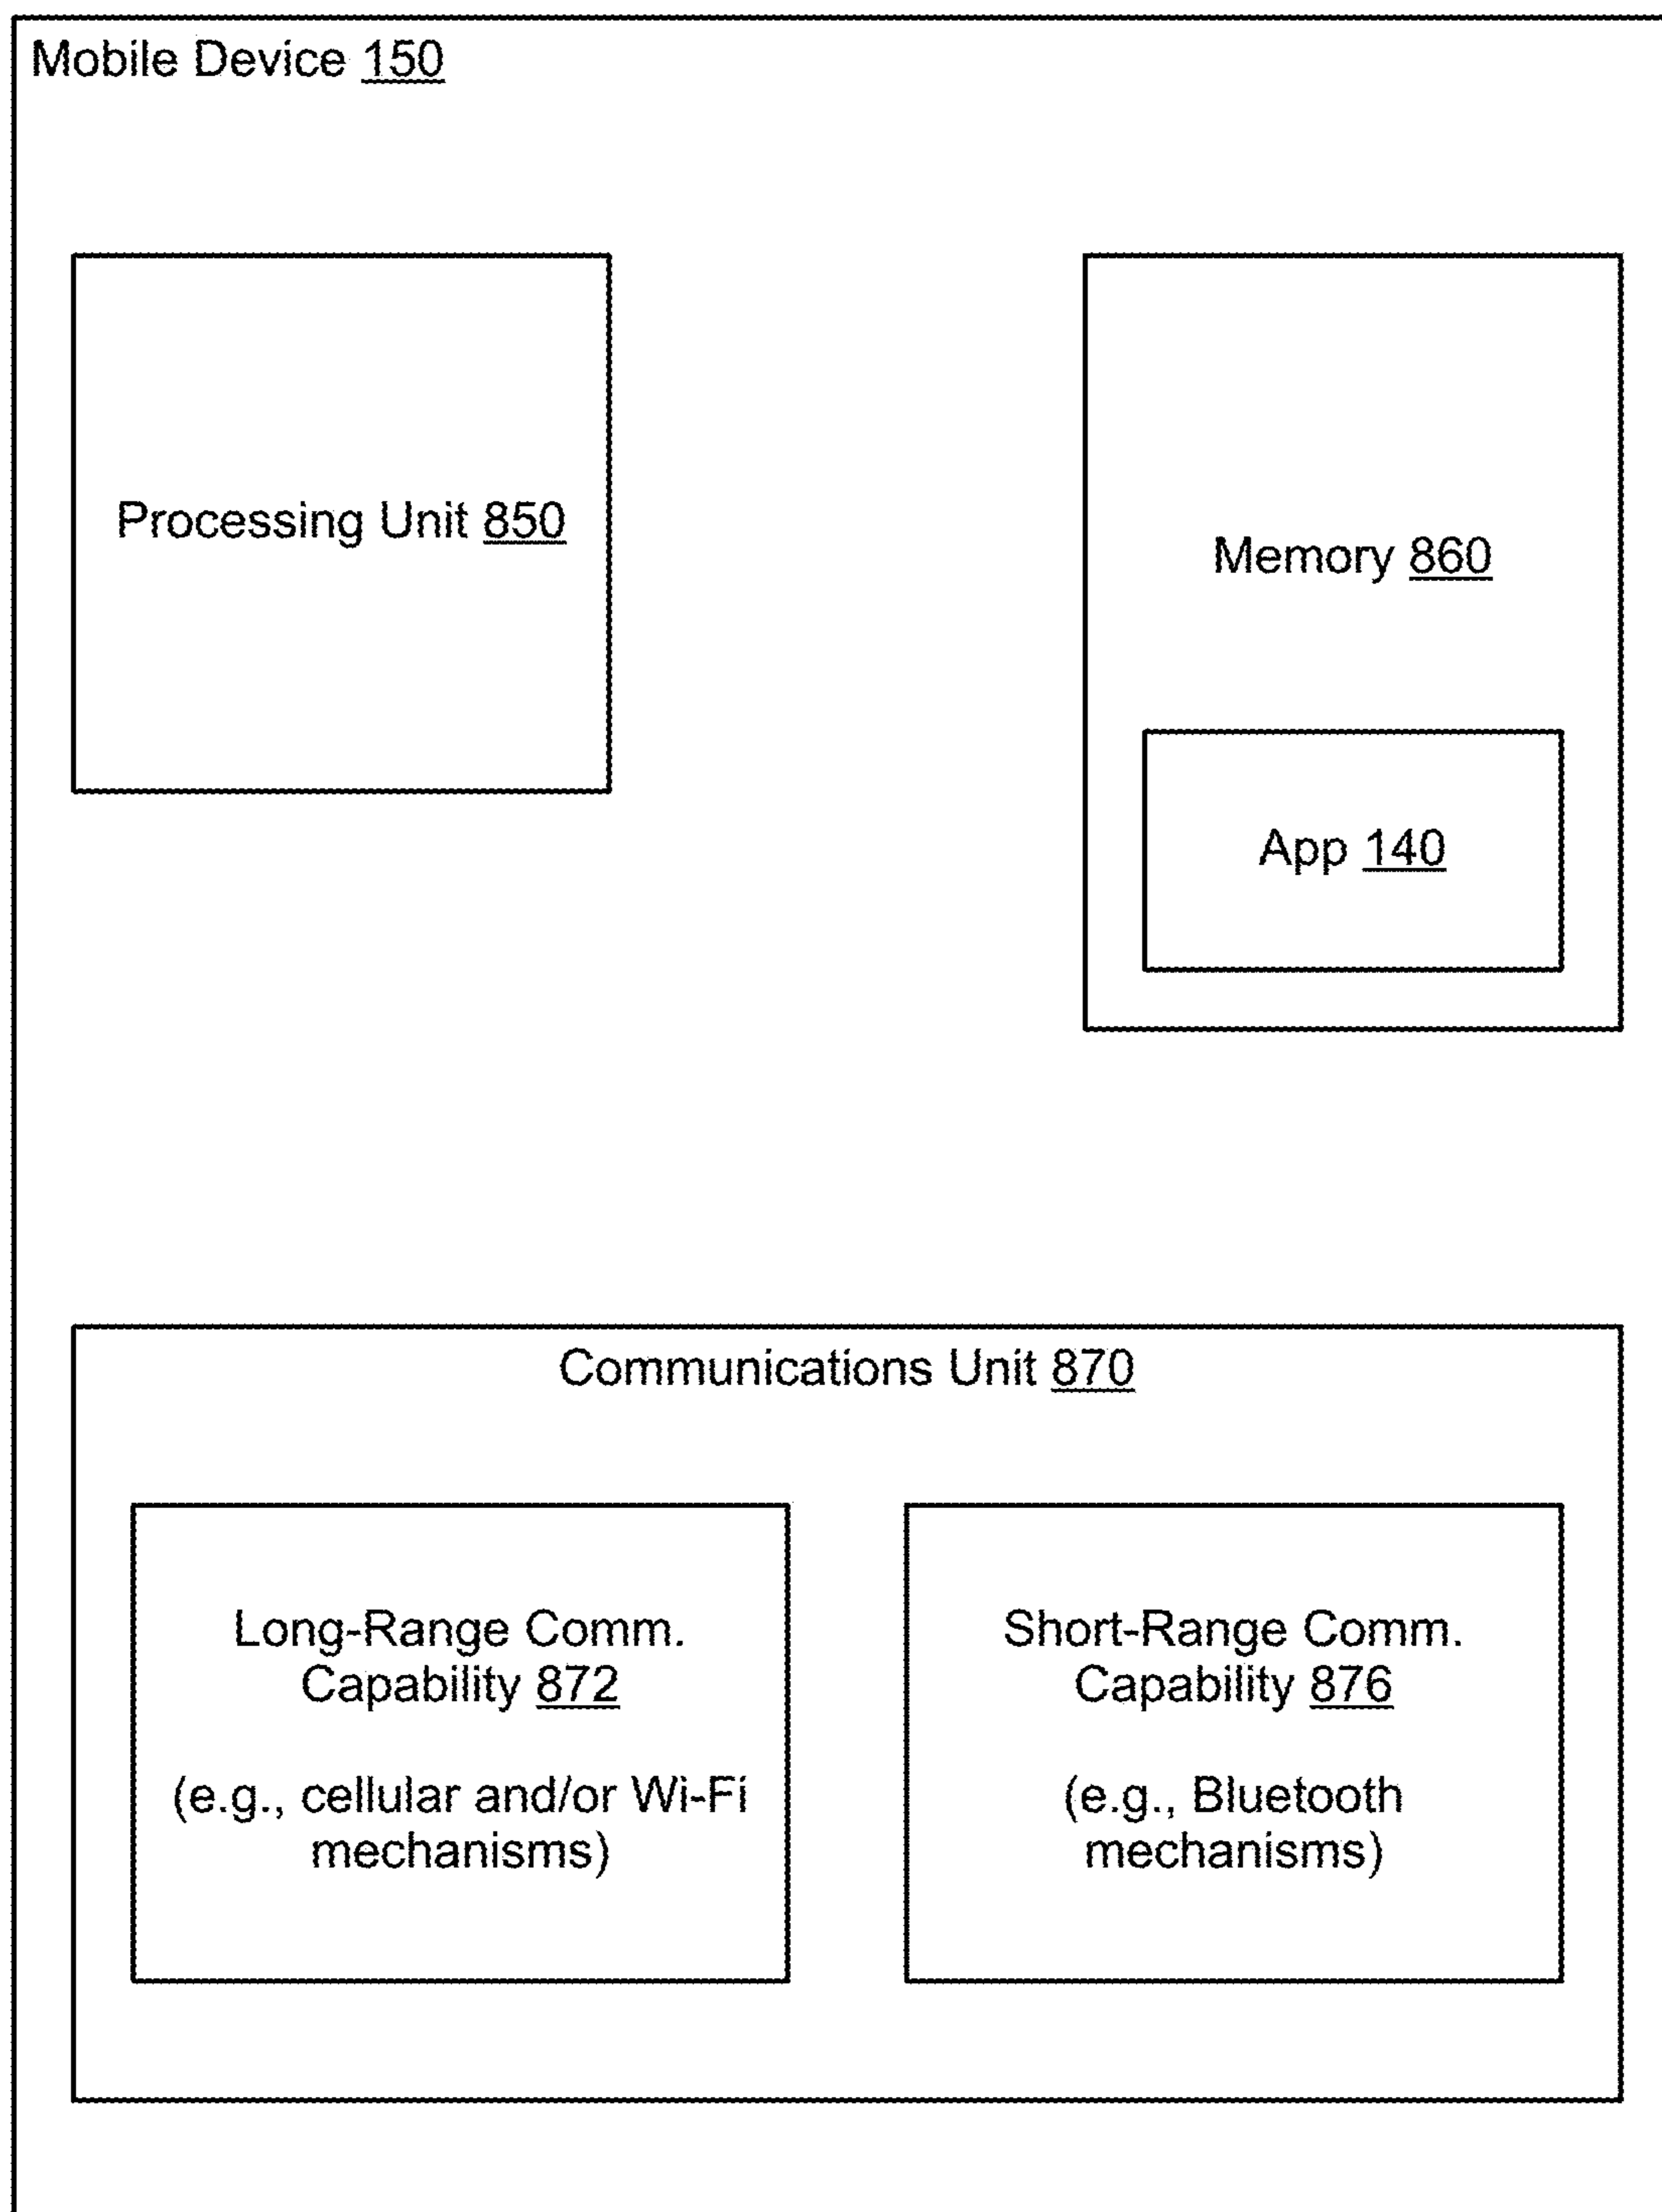 Mobile Device 150
Processing Unit 850
Memory 860
App 140
Communications Unit 870
Long-Range Comm.
Capability 872
(e.g., cellular and/or Wi-Fi
mechanisms)
Short-Range Comm.
Capability 876
(e.g., Bluetooth
mechanisms)